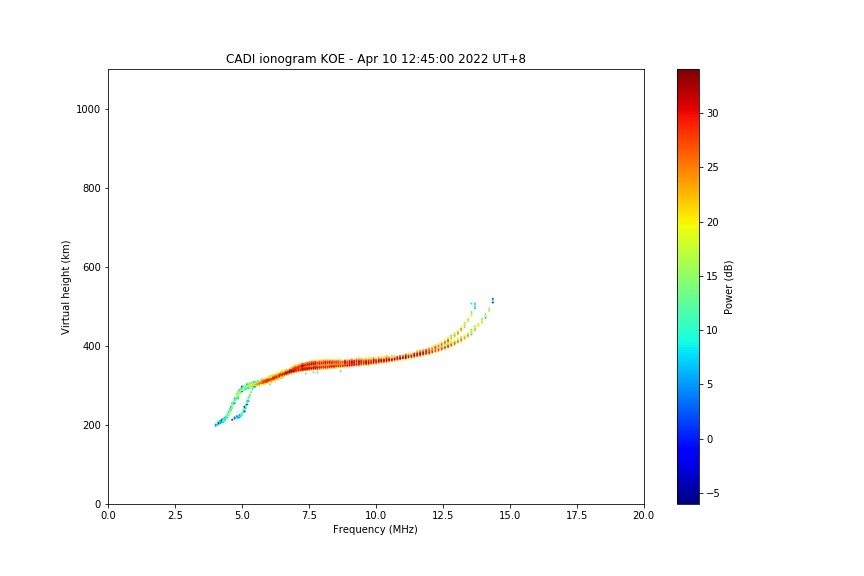 CADI ionogram KOE - Apr 10 12:45:00 2022 UT+8
1000
800
600
400
200
0
Virtual height (km)
0.0 2.5 5.0 7.5 10.0 12.5 15.0 17.5 20.0
Frequency (MHz)
30
25
20
15
10
5
0
−5
Power (dB)